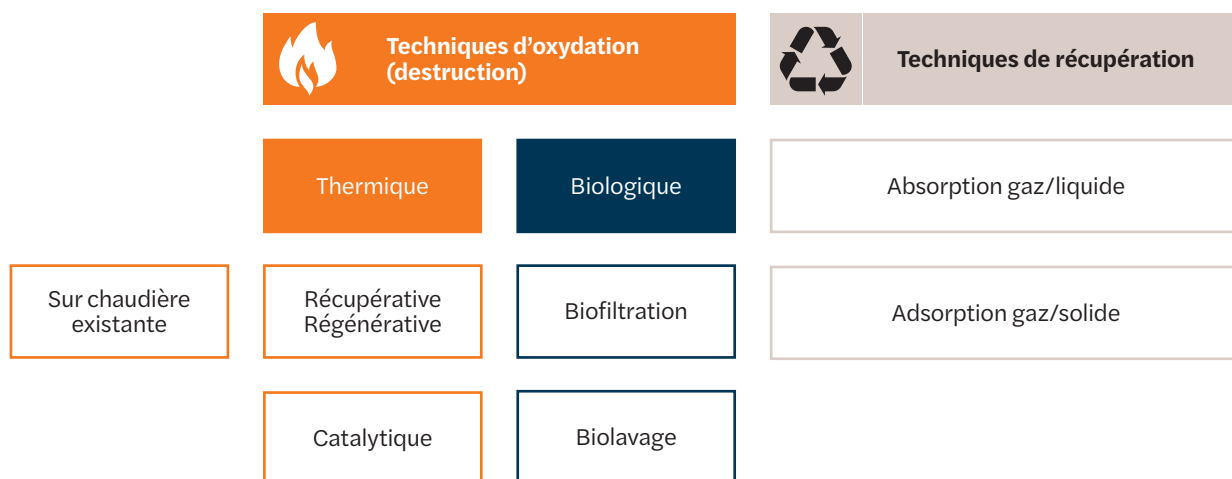 Techniques d’oxydation
(destruction)
Techniques de récupération
Thermique
Biologique
Absorption gaz/liquide
Sur chaudière
existante
Récupérative
Régénérative
Biofiltration
Adsorption gaz/solide
Catalytique
Biolavage